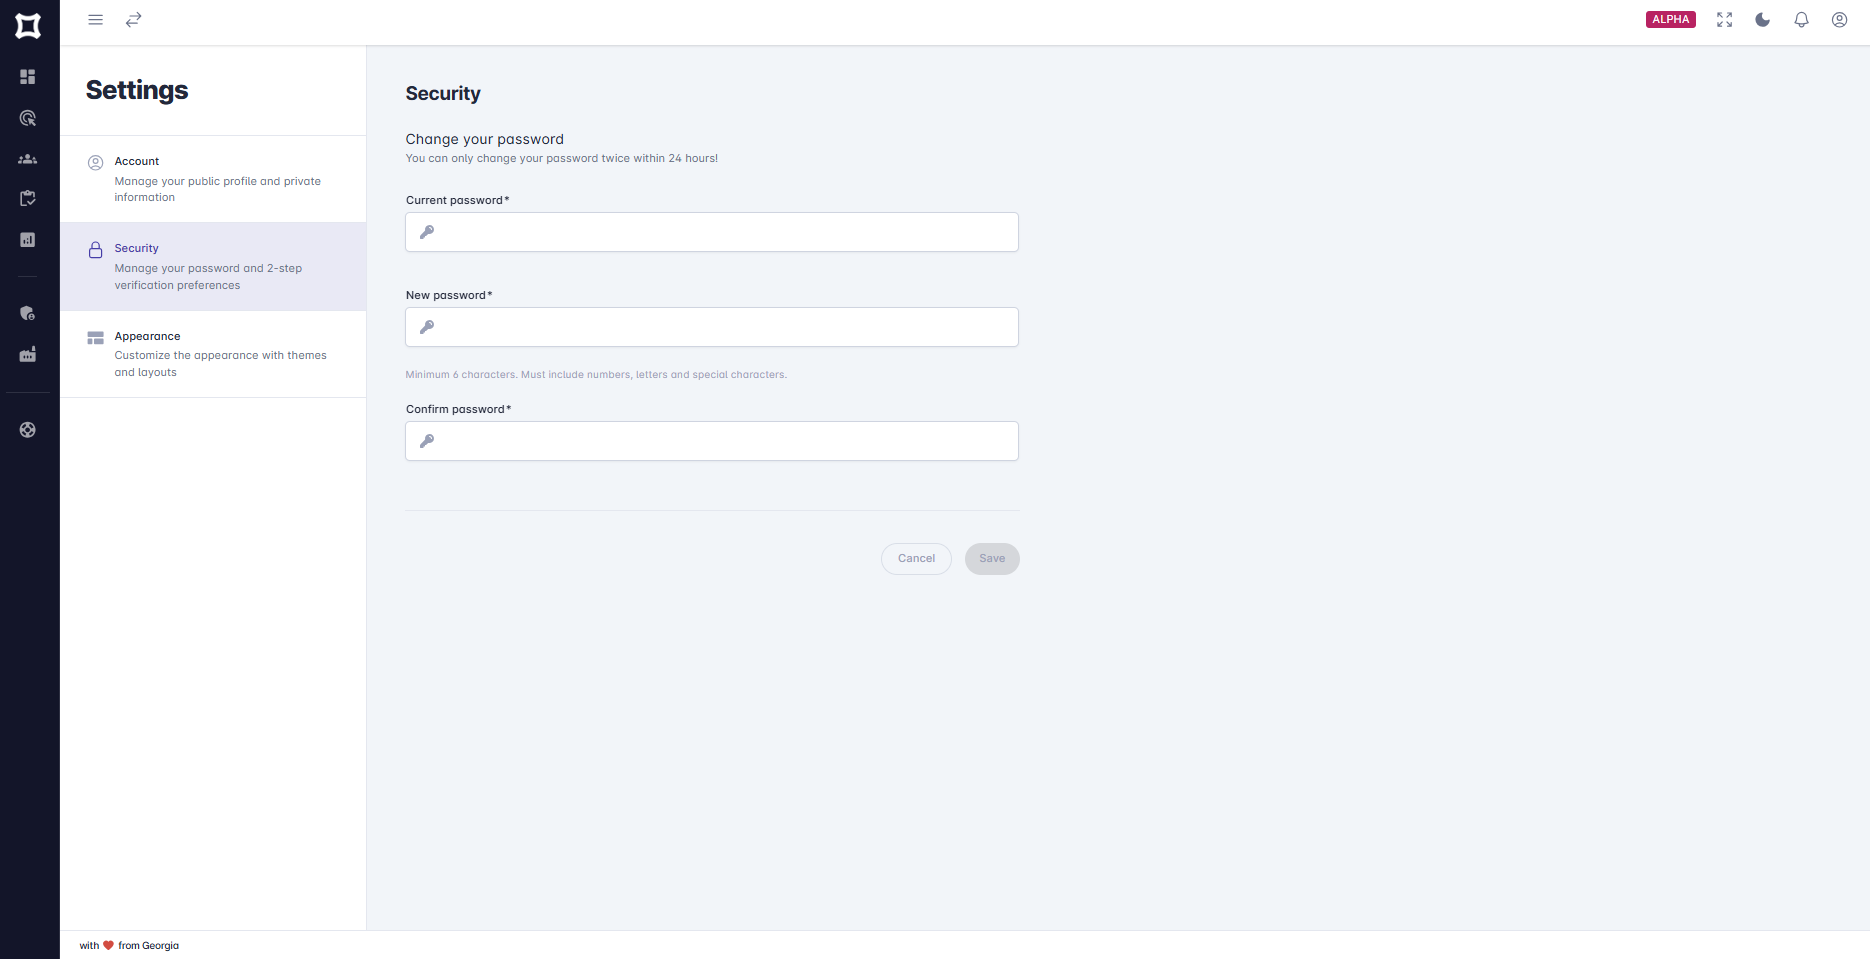 ALPHA
Settings
Account
Manage your public profile and private
information
Security
Manage your password and 2-step
verification preferences
Appearance
Customize the appearance with themes
and layouts
Security
Change your password
You can only change your password twice within 24 hours!
Current password*
New password*
Minimum 6 characters. Must include numbers, letters and special characters.
Confirm password*
Cancel
Save
with ❤️ from Georgia